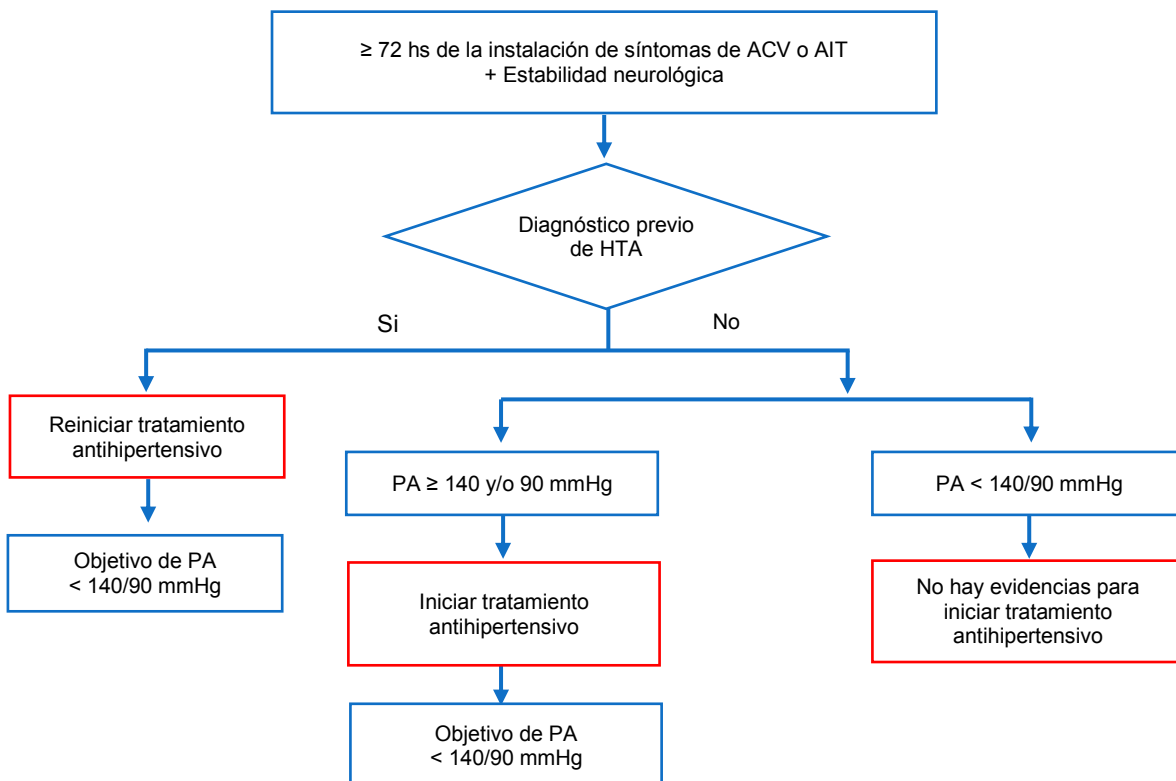 ≥ 72 hs de la instalación de síntomas de ACV o AIT
+ Estabilidad neurológica
Diagnóstico previo
de HTA
Si
No
Reiniciar tratamiento
antihipertensivo
Objetivo de PA
< 140/90 mmHg
PA ≥ 140 y/o 90 mmHg
Iniciar tratamiento
antihipertensivo
Objetivo de PA
< 140/90 mmHg
PA < 140/90 mmHg
No hay evidencias para
iniciar tratamiento
antihipertensivo